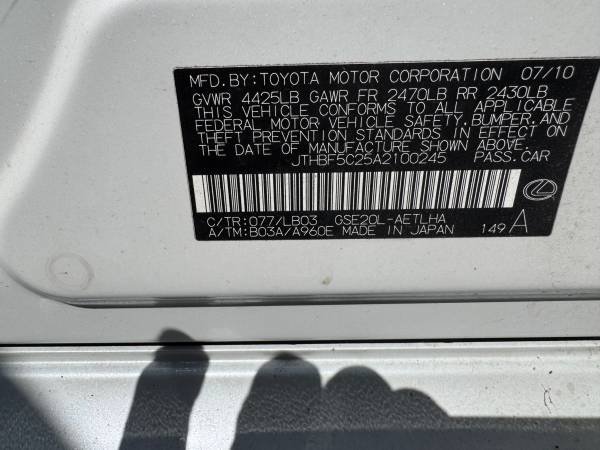 MFD. BY: TOYOTA MOTOR CORPORATION 07/10
GVWR 4425LB GAWR FR 2470LB RR 2430LB
THIS VEHICLE CONFORMS TO ALL APPLICABLE
FEDERAL MOTOR VEHICLE SAFETY, BUMPER, AND
THEFT PREVENTION STANDARDS IN EFFECT ON
THE DATE OF MANUFACTURE SHOWN ABOVE.
JTHBF5C25A2100245 PASS. CAR
C/TR: 077/LB03 GSE20L-AETLHA
A/TM: B03A/A960E MADE IN JAPAN 149 A